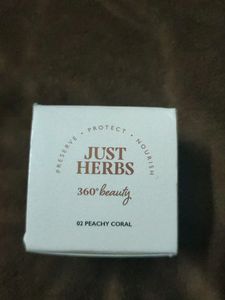 PRESERVE • PROTECT • NOURISH
JUST
HERBS
360° beauty
02 PEACHY CORAL